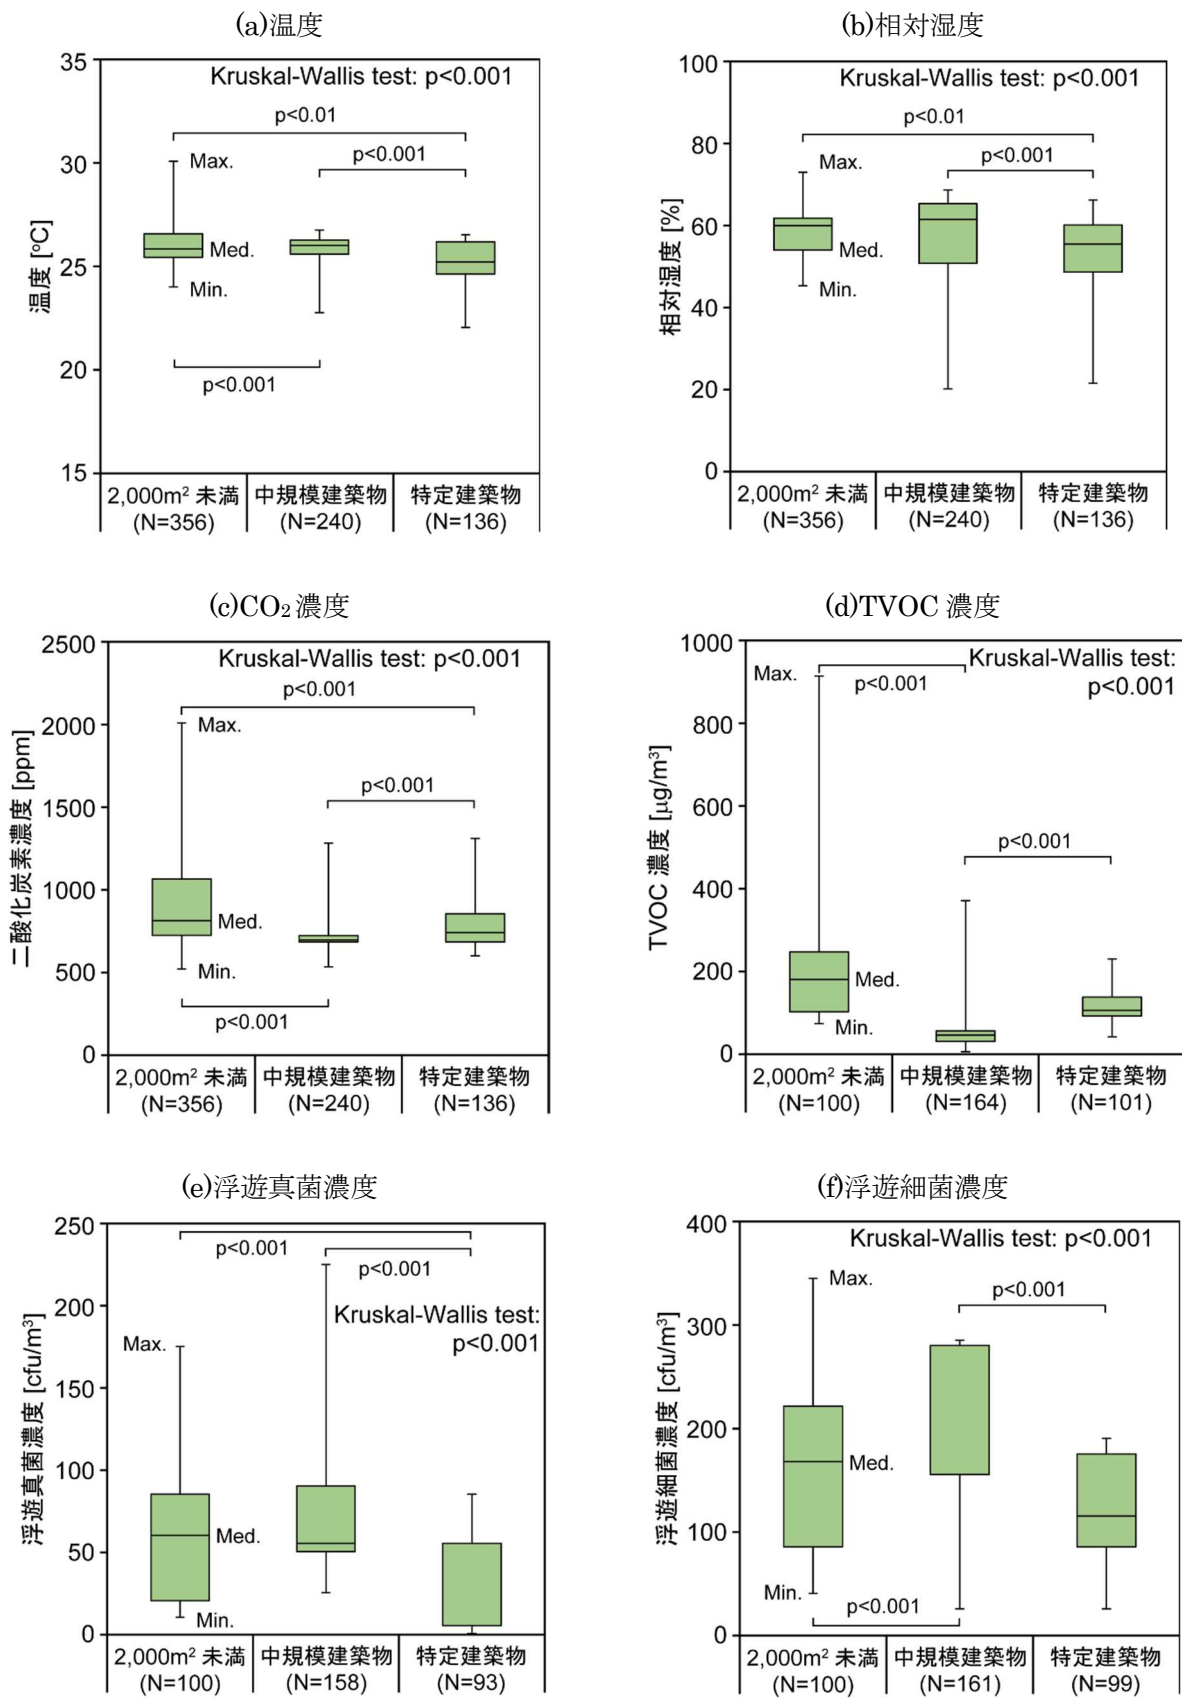 (a)温度
35
Kruskal-Wallis test: p<0.001
p<0.01
30
Max.
p<0.001
温度 [°C]
Med.
25
Min.
20
p<0.001
15
2,000m² 未満
中規模建築物
特定建築物
(N=356)
(N=240)
(N=136)
(b)相対湿度
100
Kruskal-Wallis test: p<0.001
p<0.01
80
Max.
p<0.001
相対湿度 [%]
60
Med.
Min.
40
20
0
2,000m² 未満
中規模建築物
特定建築物
(N=356)
(N=240)
(N=136)
(c)CO₂濃度
2500
Kruskal-Wallis test: p<0.001
p<0.001
2000
Max.
p<0.001
1500
二酸化炭素濃度 [ppm]
1000
Med.
Min.
500
p<0.001
0
2,000m² 未満
中規模建築物
特定建築物
(N=356)
(N=240)
(N=136)
(d)TVOC 濃度
1000
Kruskal-Wallis test:
p<0.001
Max.
p<0.001
800
TVOC 濃度 [μg/m³]
600
p<0.001
400
200
Med.
Min.
0
2,000m² 未満
中規模建築物
特定建築物
(N=100)
(N=164)
(N=101)
(e)浮遊真菌濃度
250
p<0.001
p<0.001
200
Kruskal-Wallis test:
p<0.001
Max.
150
浮遊真菌濃度 [cfu/m³]
100
Med.
50
Min.
0
2,000m² 未満
中規模建築物
特定建築物
(N=100)
(N=158)
(N=93)
(f)浮遊細菌濃度
400
Kruskal-Wallis test: p<0.001
Max.
p<0.001
300
浮遊細菌濃度 [cfu/m³]
200
Med.
100
Min.
p<0.001
0
2,000m² 未満
中規模建築物
特定建築物
(N=100)
(N=161)
(N=99)